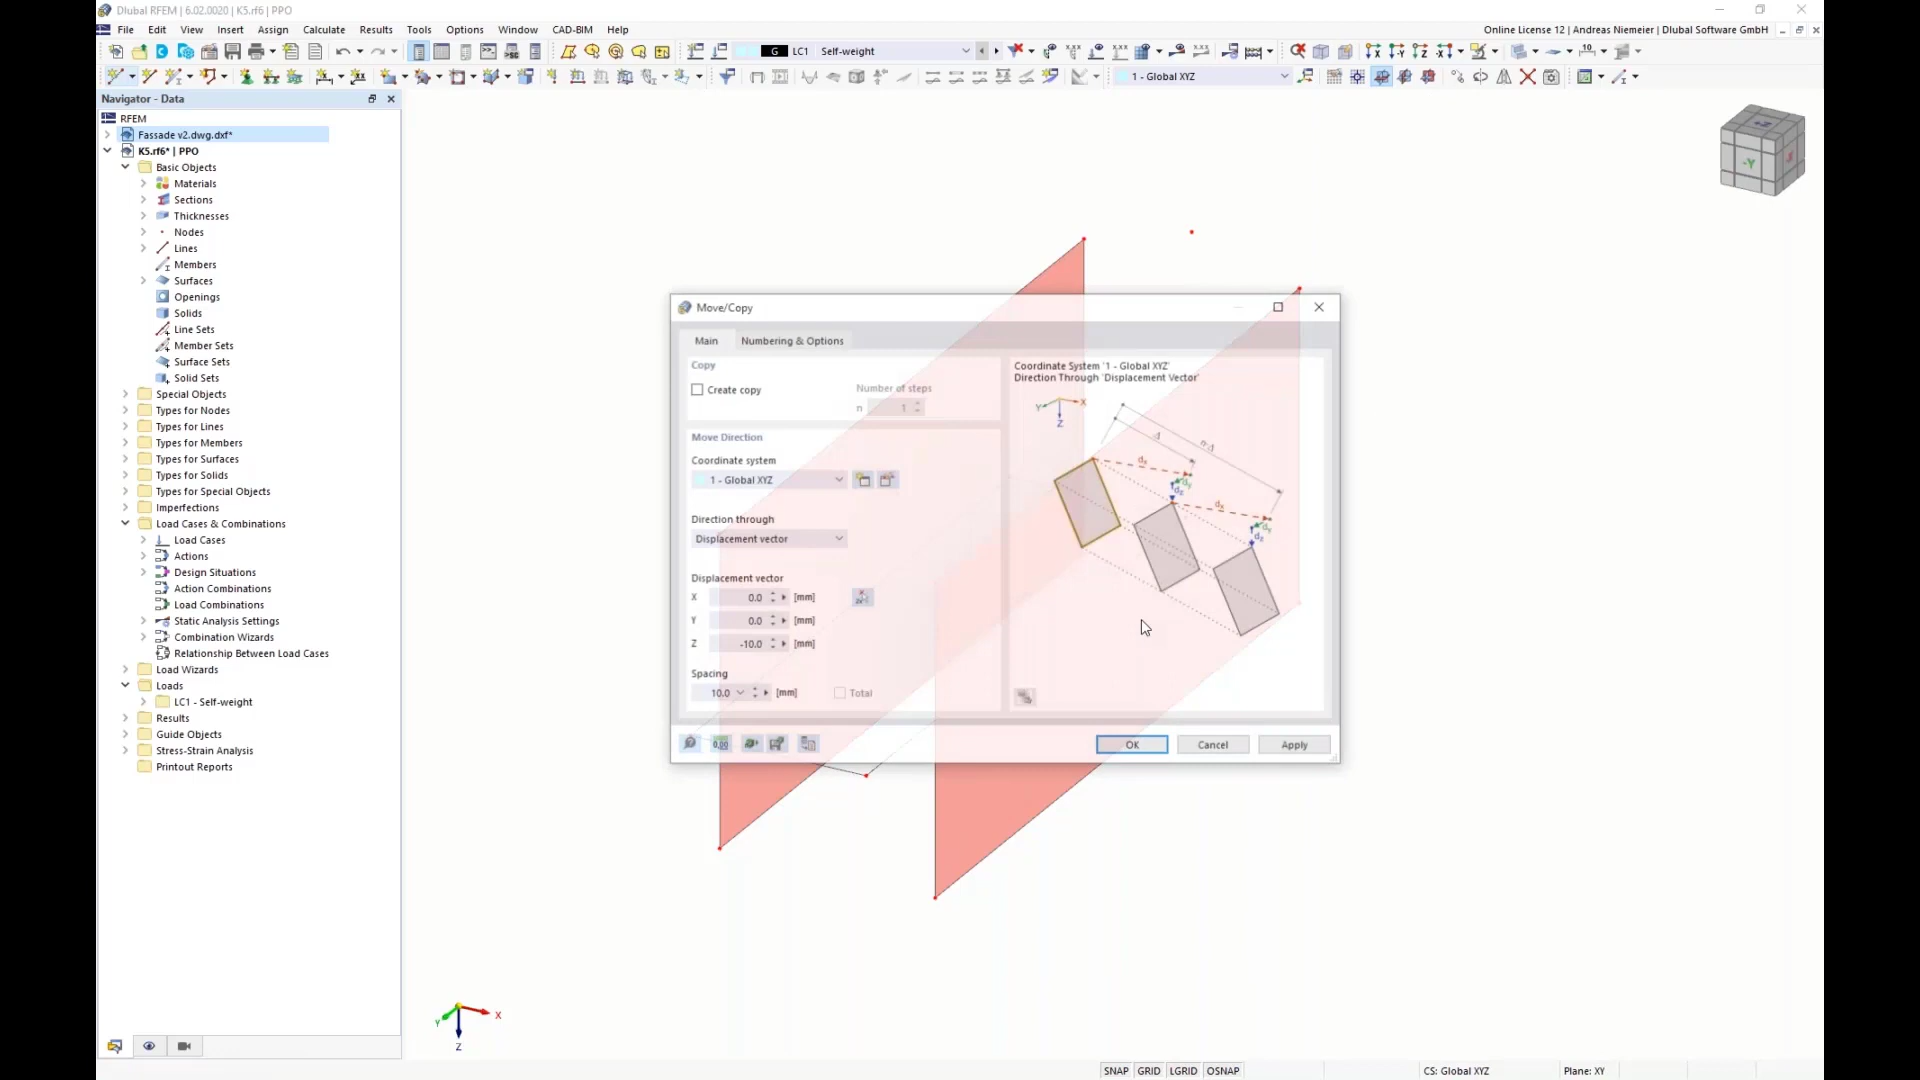 Dlubal RFEM | 6.02.0020 | K5.rf6 | PPO
File Edit View Insert Assign Calculate Results Tools Options Window CAD-BIM Help
Online License 12 | Andreas Niemeier | Dlubal Software GmbH
G LC1 Self-weight
1 - Global XYZ
Navigator - Data
RFEM
Fassade v2.dwg.dxf*
K5.rf6* | PPO
Basic Objects
Materials
Sections
Thicknesses
Nodes
Lines
Members
Surfaces
Openings
Solids
Line Sets
Member Sets
Surface Sets
Solid Sets
Special Objects
Types for Nodes
Types for Lines
Types for Members
Types for Surfaces
Types for Solids
Types for Special Objects
Imperfections
Load Cases & Combinations
Load Cases
Actions
Design Situations
Action Combinations
Load Combinations
Static Analysis Settings
Combination Wizards
Relationship Between Load Cases
Load Wizards
Loads
LC1 - Self-weight
Results
Guide Objects
Stress-Strain Analysis
Printout Reports
Move/Copy
Main Numbering & Options
Copy
Create copy
Number of steps
n 1
Move Direction
Coordinate system
1 - Global XYZ
Direction through
Displacement vector
Displacement vector
X 0.0 [mm]
Y 0.0 [mm]
Z -10.0 [mm]
Spacing
10.0 [mm] Total
Coordinate System '1 - Global XYZ'
Direction Through 'Displacement Vector'
Y X
Z
d
n·d
dx
dy
dz
dx
dy
dz
OK Cancel Apply
-Y
X
Y
Z
SNAP GRID LGRID OSNAP
CS: Global XYZ
Plane: XY